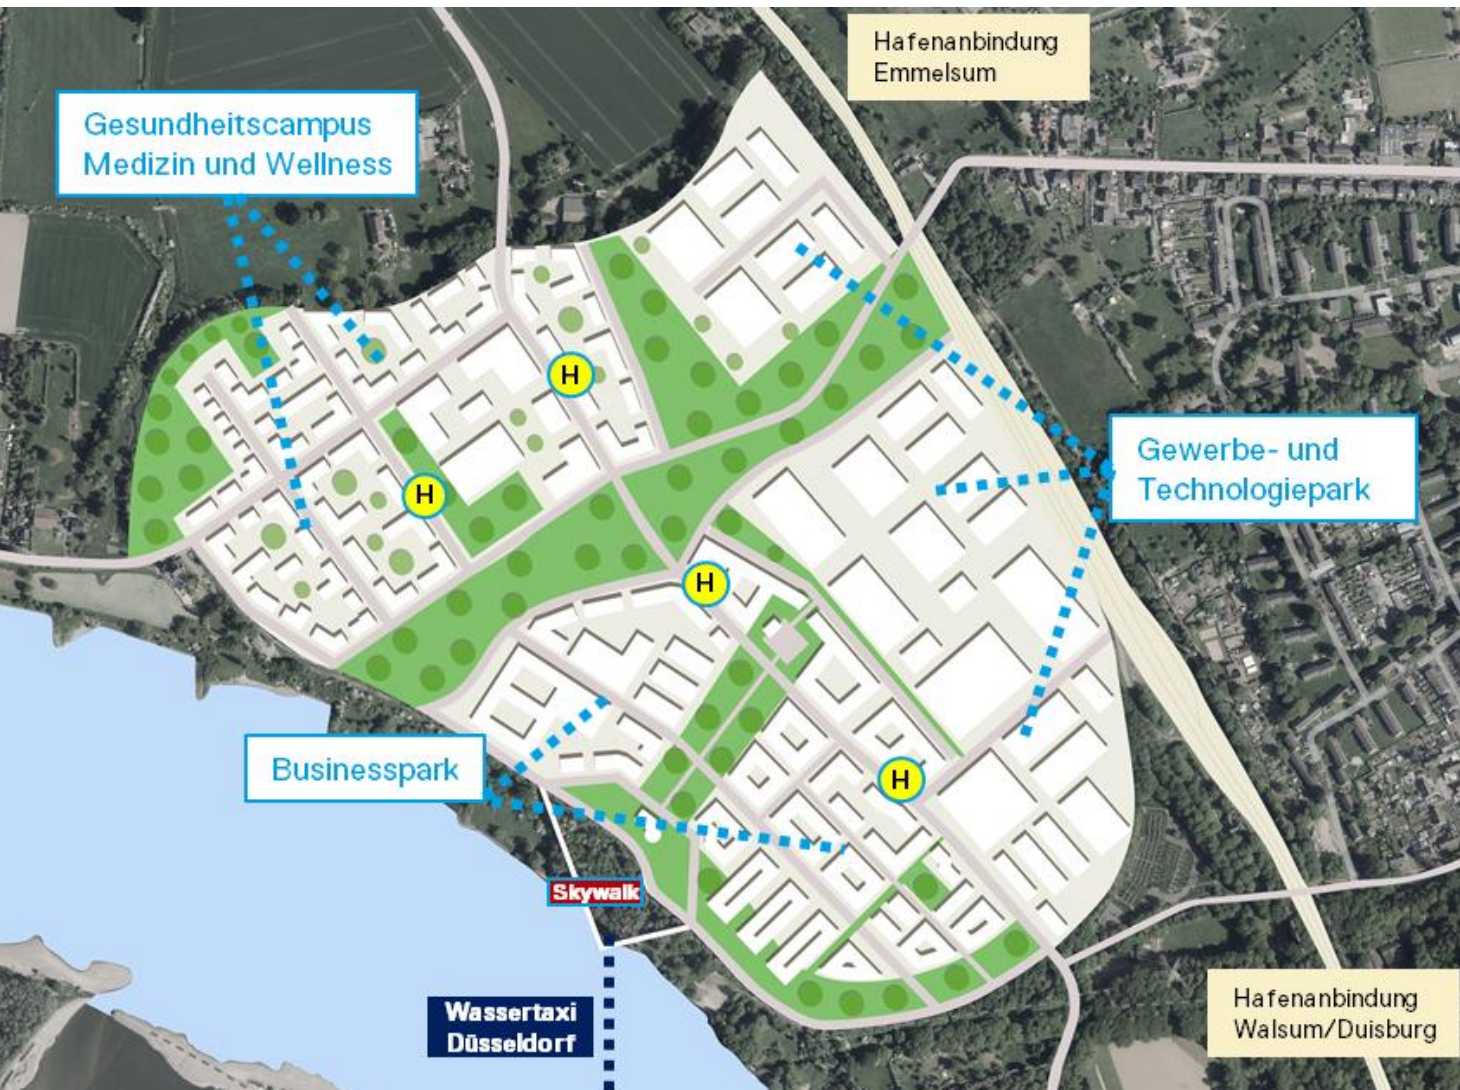 Hafenanbindung
Emmelsum
Gesundheitscampus
Medizin und Wellness
H
Gewerbe- und
Technologiepark
H
H
Businesspark
H
Skywalk
Wassertaxi
Düsseldorf
Hafenanbindung
Walsum/Duisburg